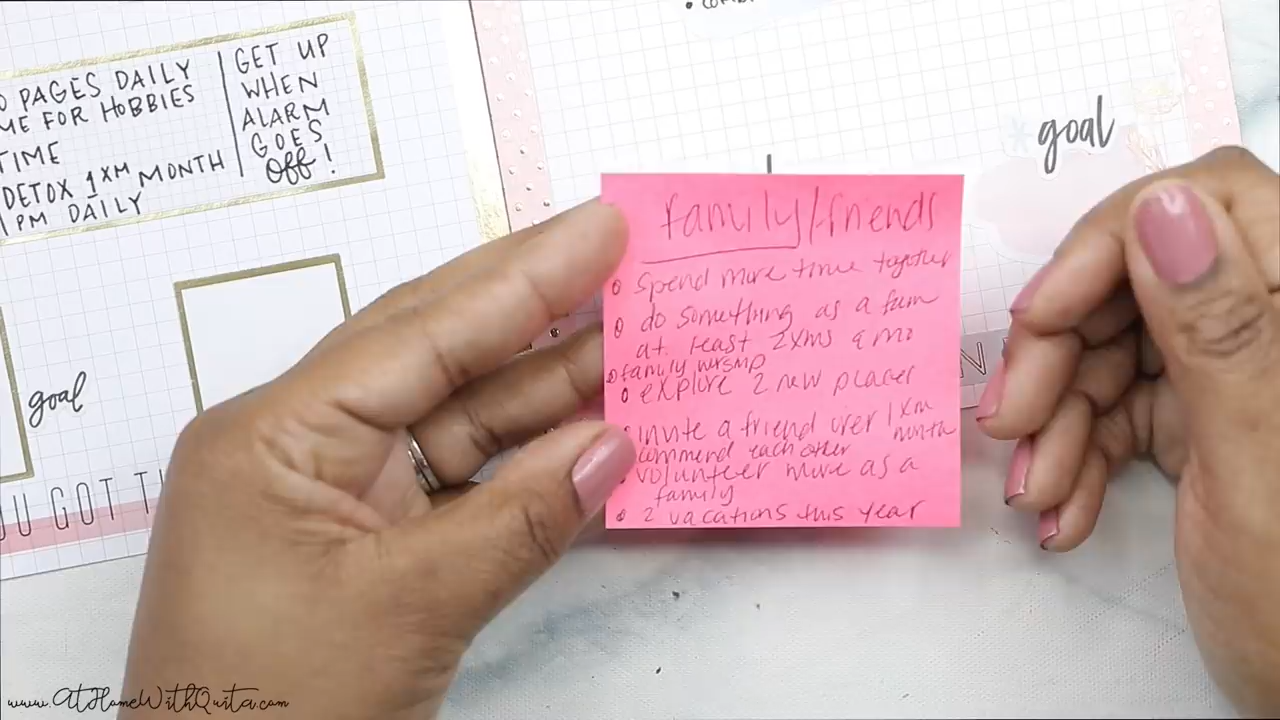 PAGES DAILY
ME FOR HOBBIES
TIME
DETOX 1XM MONTH
PM DAILY
GET UP
WHEN
ALARM
GOES
OFF!
goal
U GOT
goal
family/friends
spend more time together
do something as a fam
at least 2xms a mo
family wrshp
explore 2 new places
invite a friend over 1xm
month
commend each other
volunteer more as a
family
2 vacations this year
www.AtHomeWithQuita.com